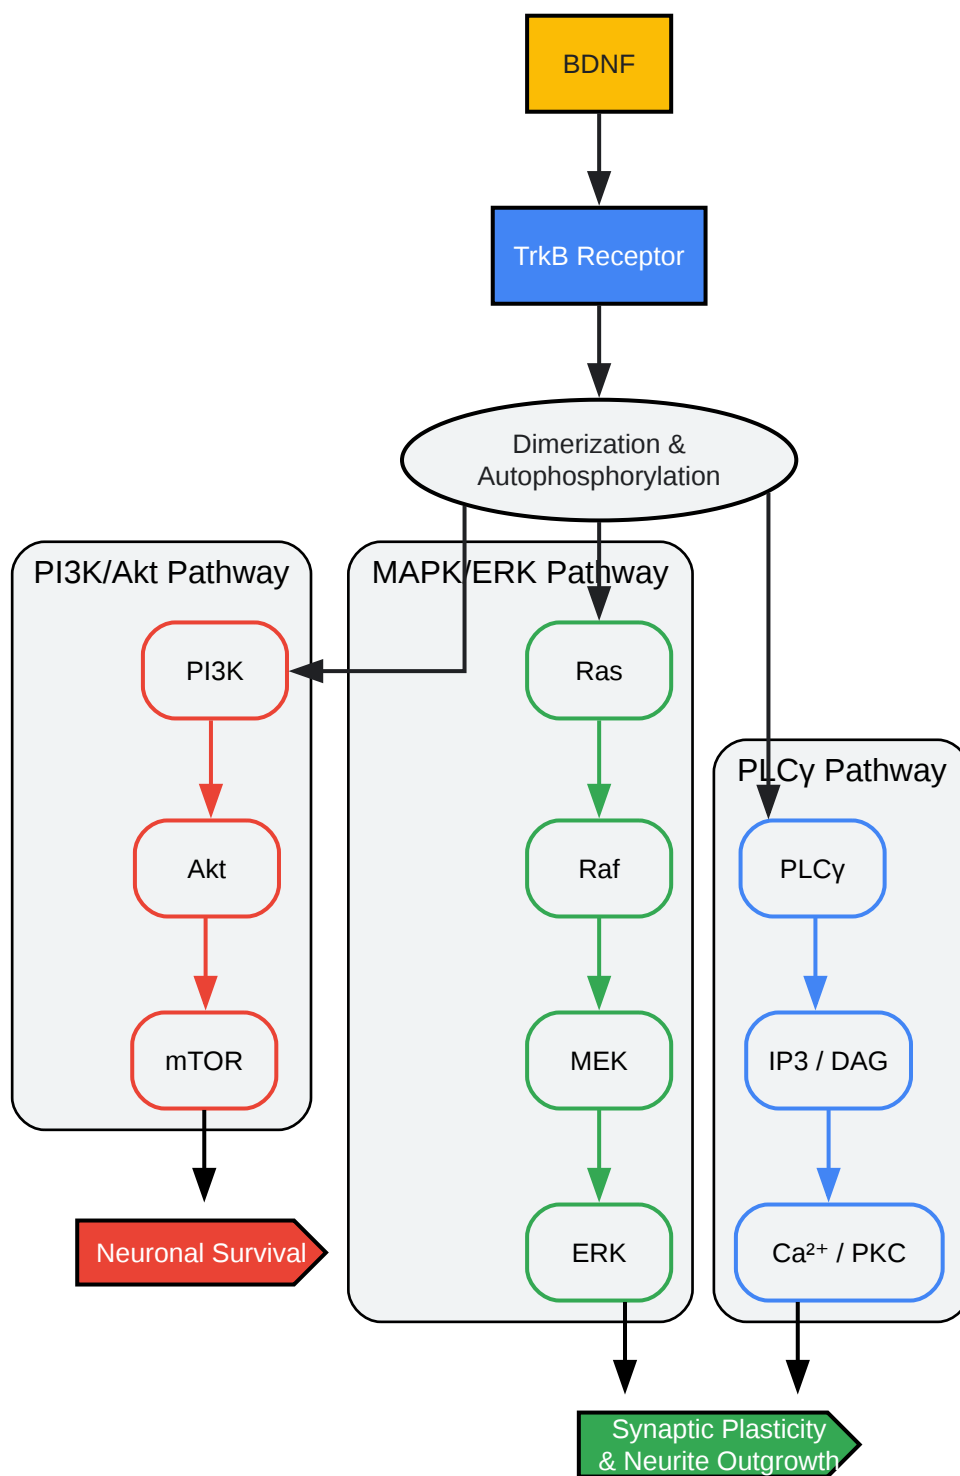 BDNF
TrkB Receptor
Dimerization &
Autophosphorylation
PI3K/Akt Pathway
MAPK/ERK Pathway
PI3K
Ras
PLCγ Pathway
Akt
Raf
PLCγ
mTOR
MEK
IP3 / DAG
Neuronal Survival
ERK
Ca²⁺ / PKC
Synaptic Plasticity
& Neurite Outgrowth